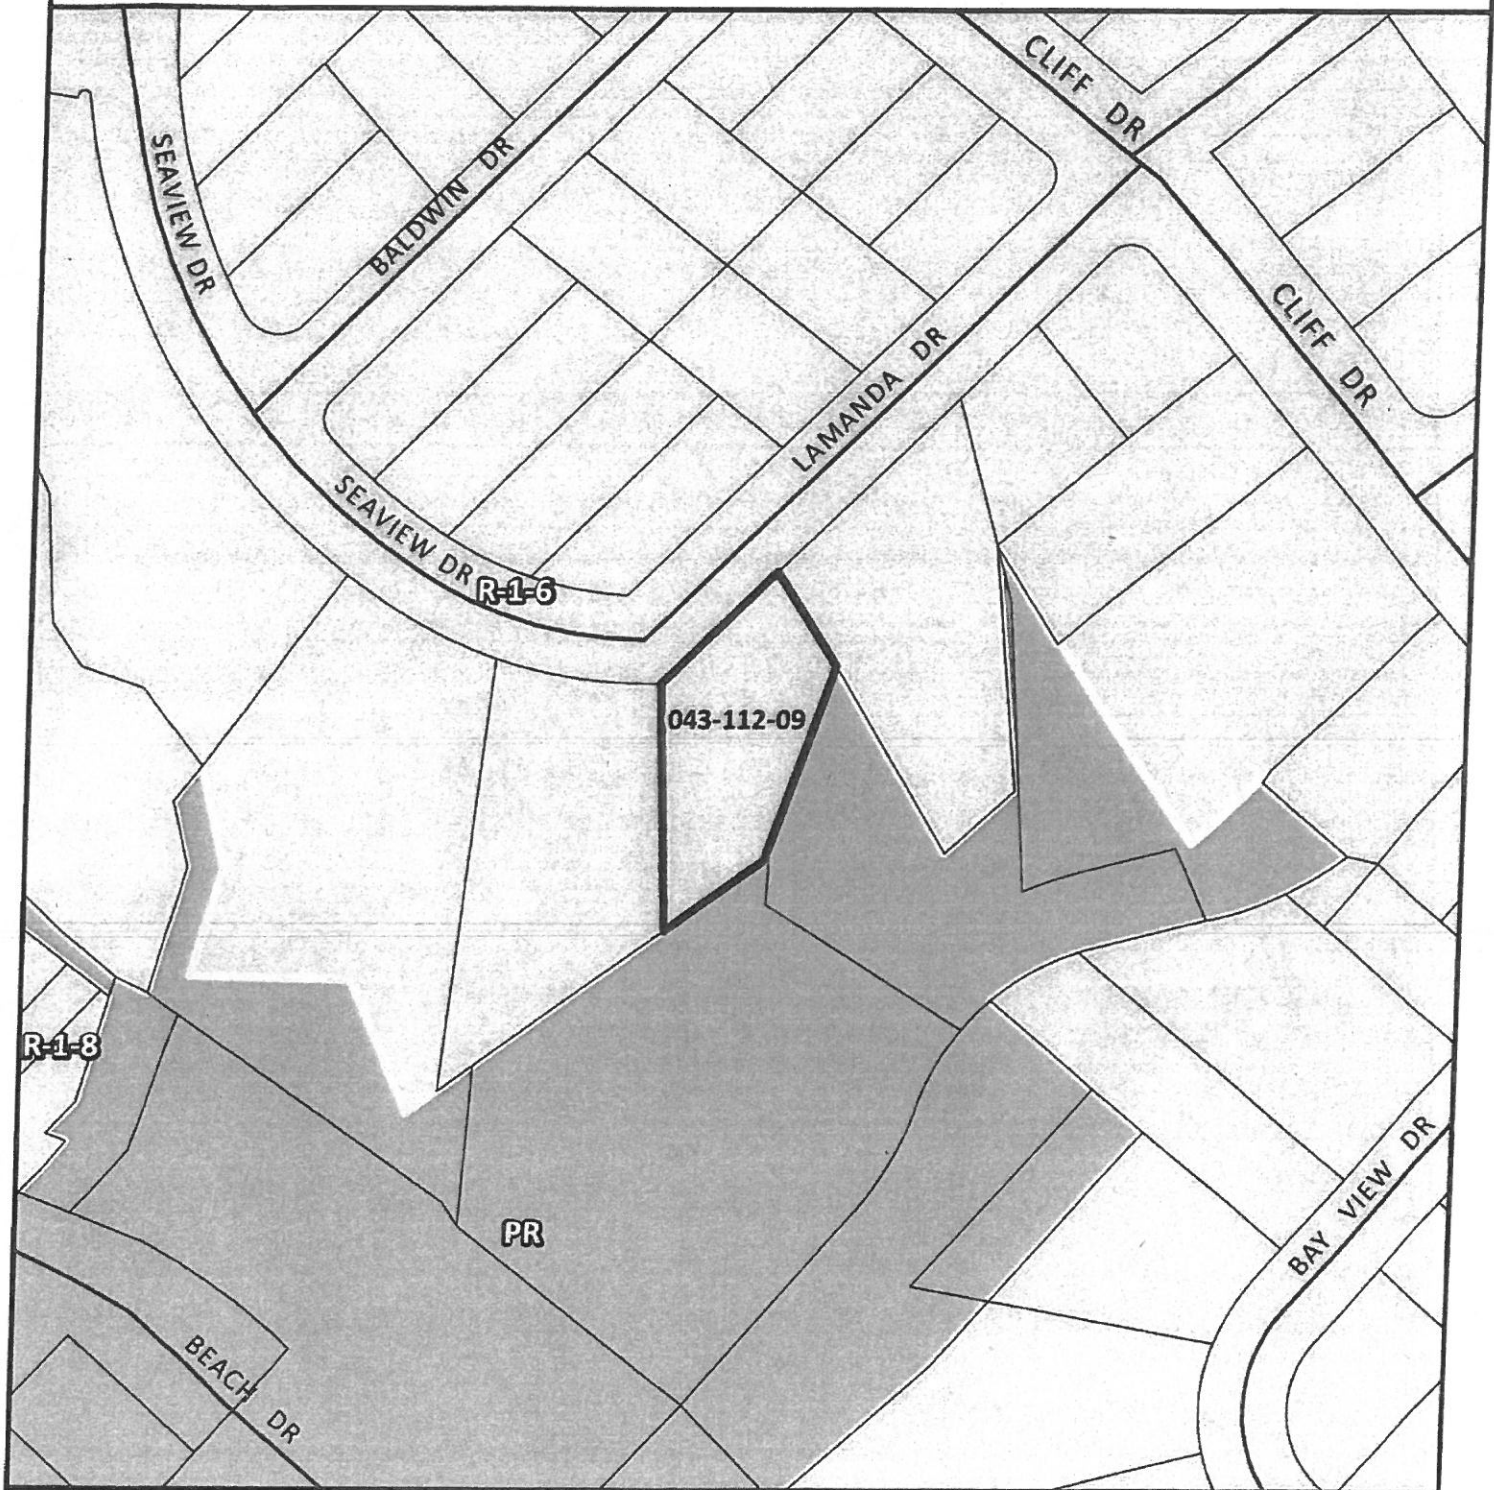 CLIFF DR
SEAVIEW DR
BALDWIN DR
CLIFF DR
LAMANDA DR
SEAVIEW DR
R-1-6
043-112-09
R-1-8
BAY VIEW DR
PR
BEACH DR